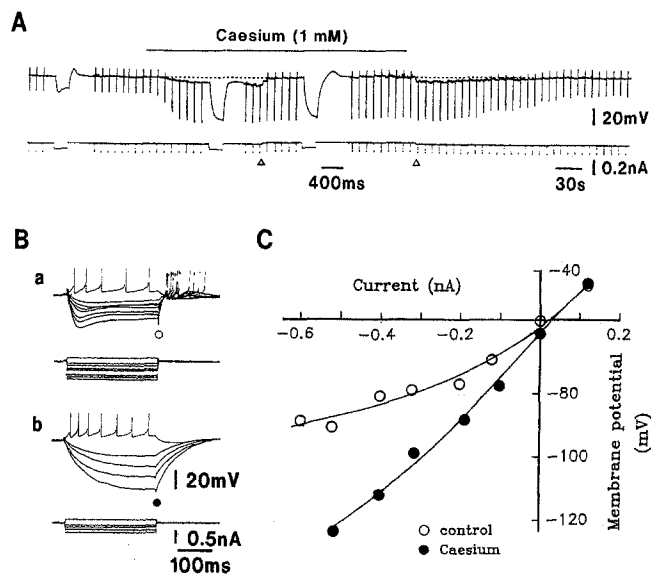 A
Caesium (1 mM)
20mV
0.2nA
400ms
30s
B
a
b
20mV
0.5nA
100ms
C
Current (nA)
−40
−0.6
−0.4
−0.2
0.2
−80
−100
−120
Membrane potential
(mV)
control
Caesium